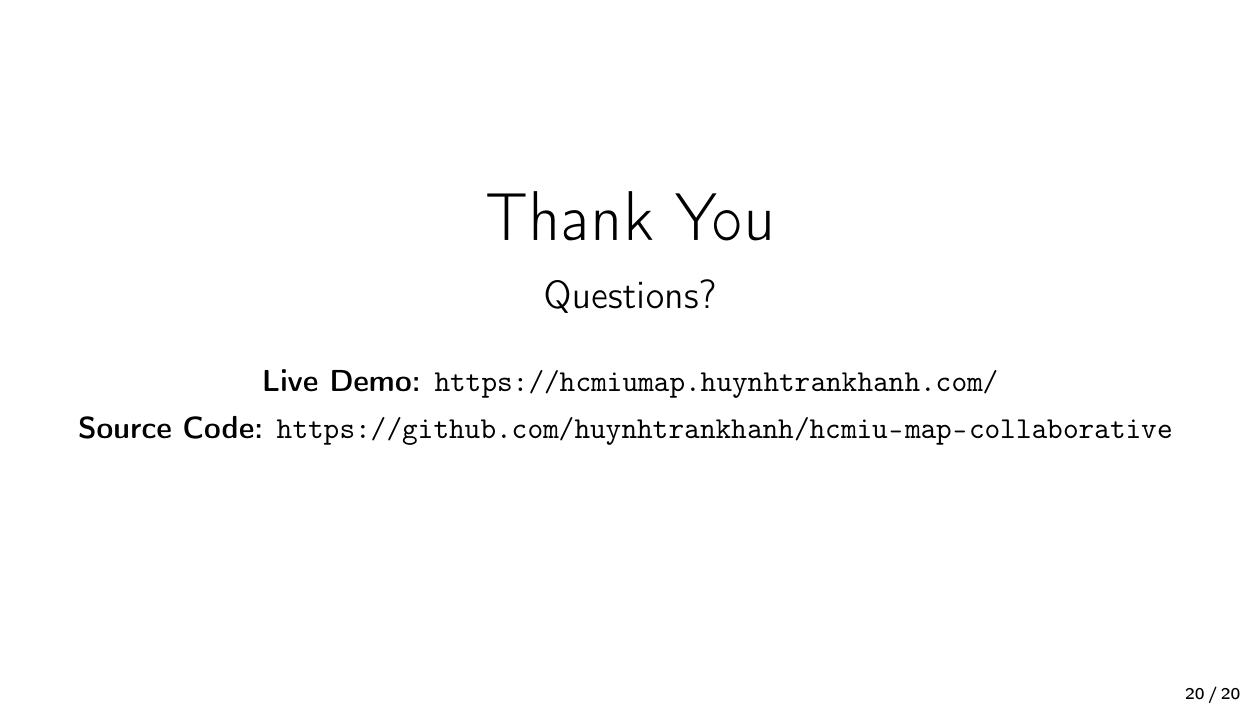 Thank You
Questions?
Live Demo: https://hcmiumap.huynhtrankhanh.com/
Source Code: https://github.com/huynhtrankhanh/hcmiu-map-collaborative
20 / 20